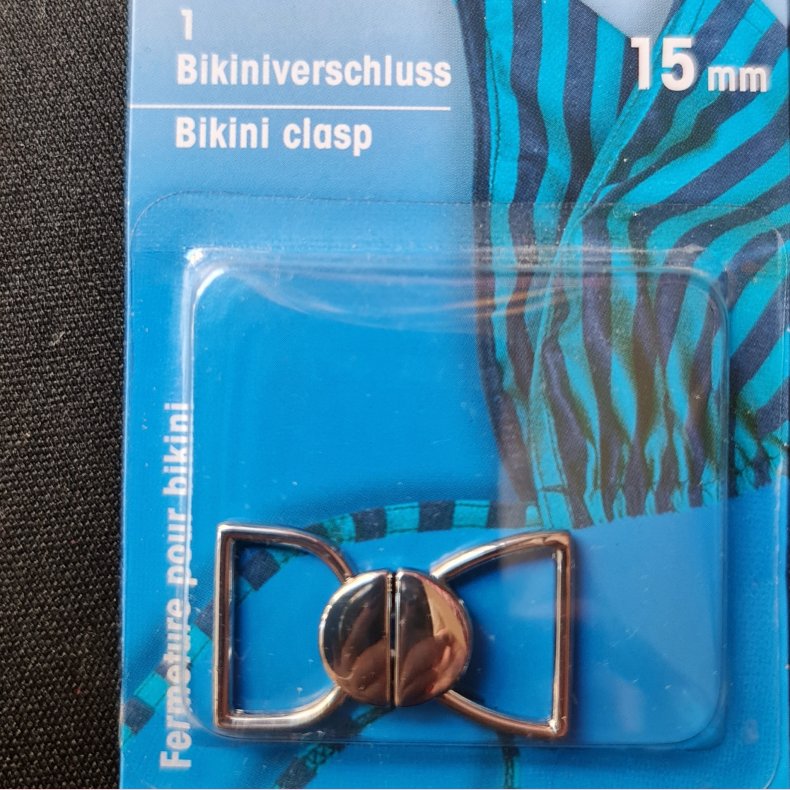 1
Bikiniverschluss
Bikini clasp
15 mm
Fermeture pour bikini